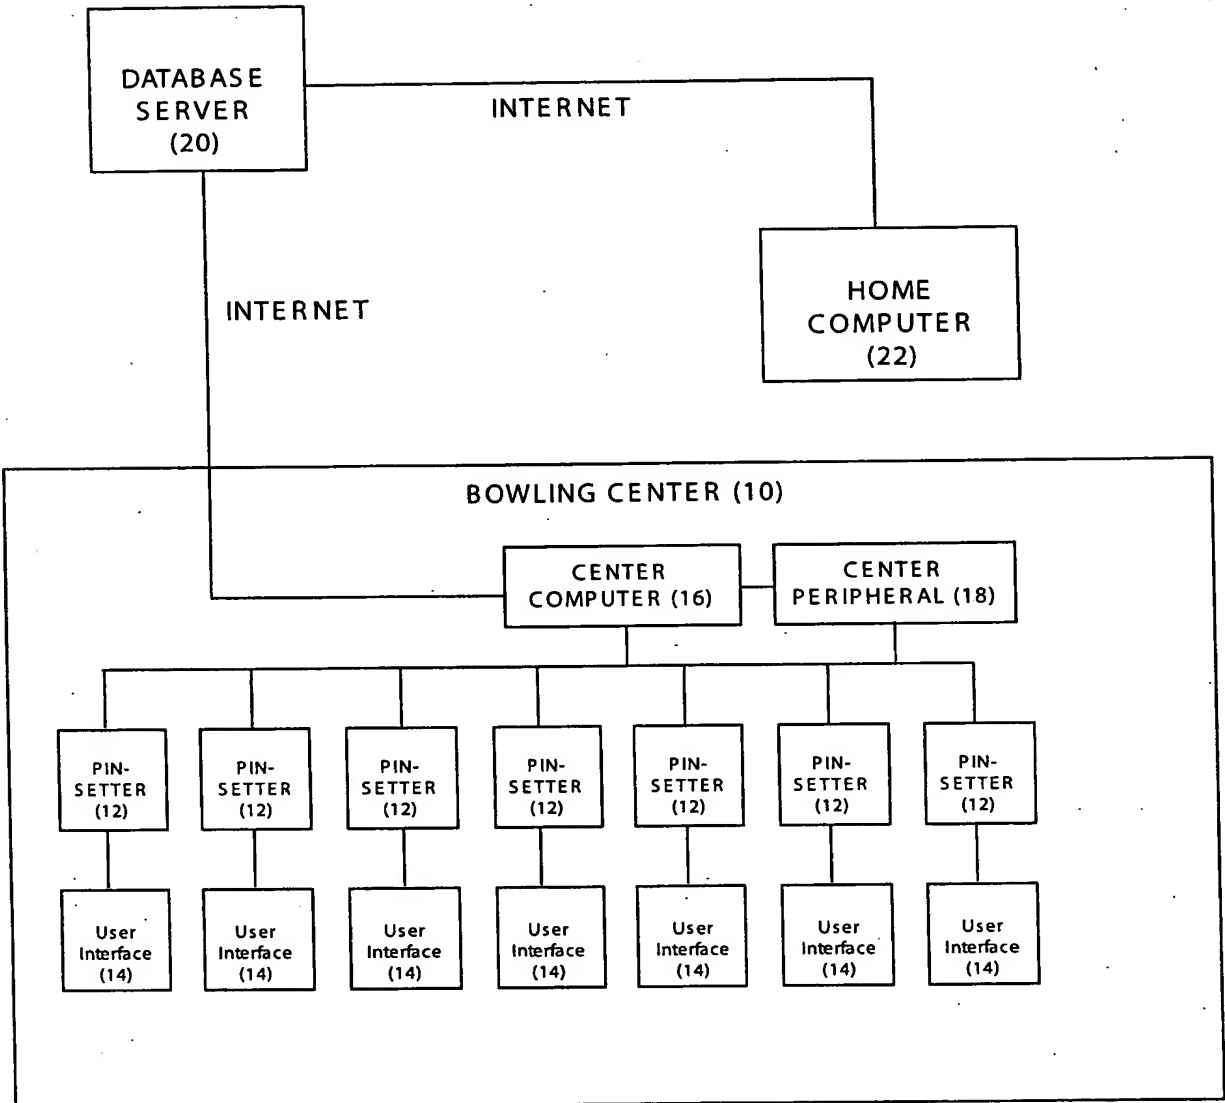 DATABASE
SERVER
(20)
INTERNET
INTERNET
HOME
COMPUTER
(22)
BOWLING CENTER (10)
CENTER
COMPUTER (16)
CENTER
PERIPHERAL (18)
PIN-
SETTER
(12)
PIN-
SETTER
(12)
PIN-
SETTER
(12)
PIN-
SETTER
(12)
PIN-
SETTER
(12)
PIN-
SETTER
(12)
PIN-
SETTER
(12)
User
Interface
(14)
User
Interface
(14)
User
Interface
(14)
User
Interface
(14)
User
Interface
(14)
User
Interface
(14)
User
Interface
(14)